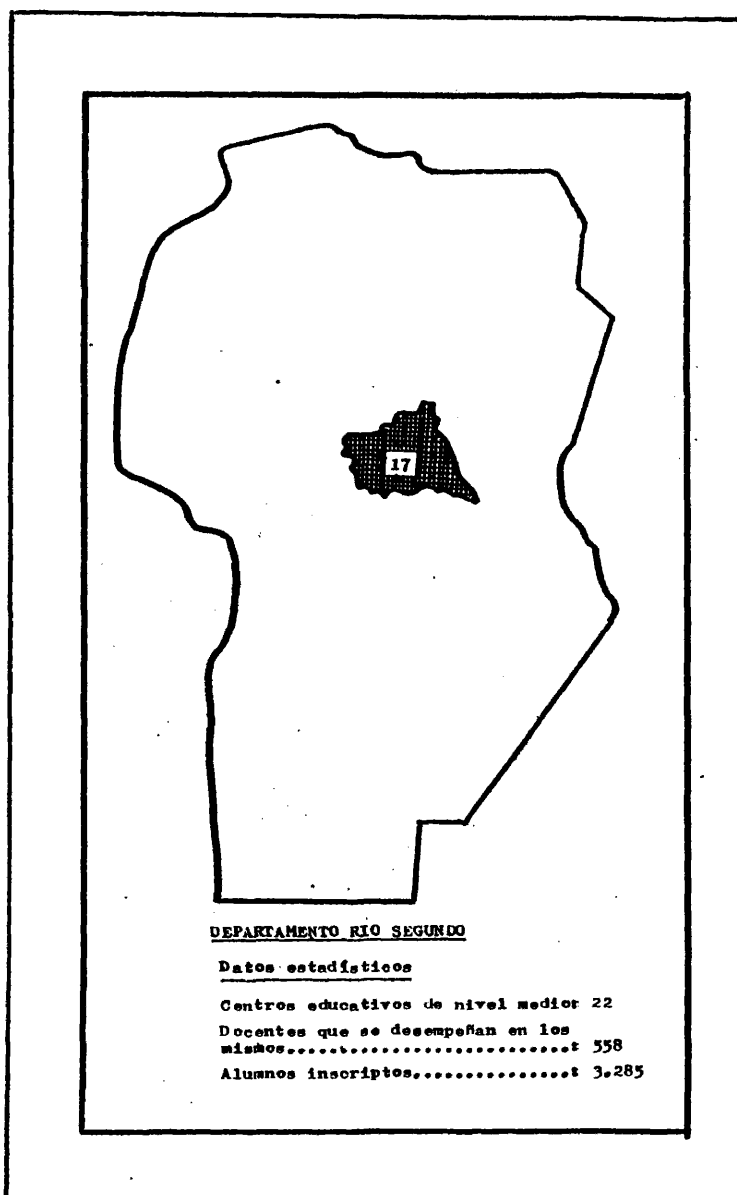 17
DEPARTAMENTO RIO SEGUNDO
Datos estadísticos
Centros educativos de nivel medio: 22
Docentes que se desempeñan en los
mismos.............................: 558
Alumnos inscriptos................: 3.285